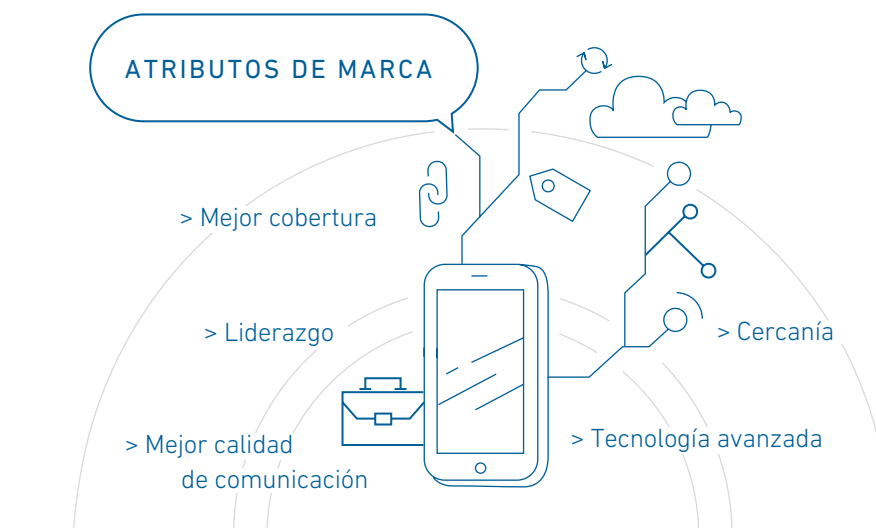 ATRIBUTOS DE MARCA
> Mejor cobertura
> Liderazgo
> Cercanía
> Mejor calidad
de comunicación
> Tecnología avanzada